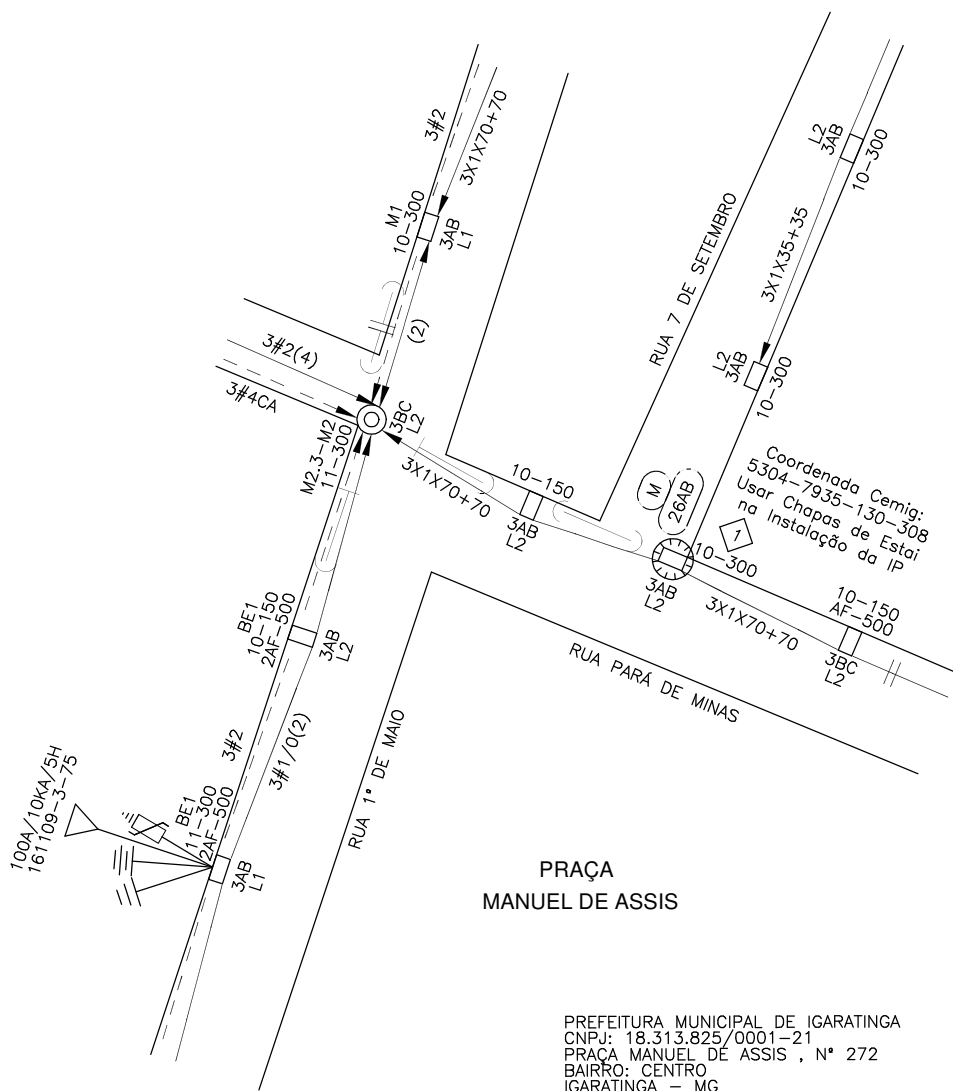 3#2
3X1X70+70
M1
10-300
3AB
L1
(2)
3#2(4)
3#4CA
3BC
L2
M2.3-M2
11-300
3X1X70+70
10-150
3AB
L2
RUA 7 DE SETEMBRO
L2
3AB
10-300
3X1X35+35
L2
3AB
10-300
M
26AB
1
Coordenada Cemig:
5304-7935-130-308
Usar Chapas de Estai
na Instalação da IP
10-300
3AB
L2
3X1X70+70
10-150
AF-500
3BC
L2
RUA PARÁ DE MINAS
BE1
10-150
2AF-500
3AB
L2
3#2
3#1/0(2)
RUA 1º DE MAIO
100A/10KA/5H
161109-3-75
BE1
11-300
2AF-500
3AB
L1
PRAÇA
MANUEL DE ASSIS
PREFEITURA MUNICIPAL DE IGARATINGA
CNPJ: 18.313.825/0001-21
PRAÇA MANUEL DE ASSIS , Nº 272
BAIRRO: CENTRO
IGARATINGA - MG